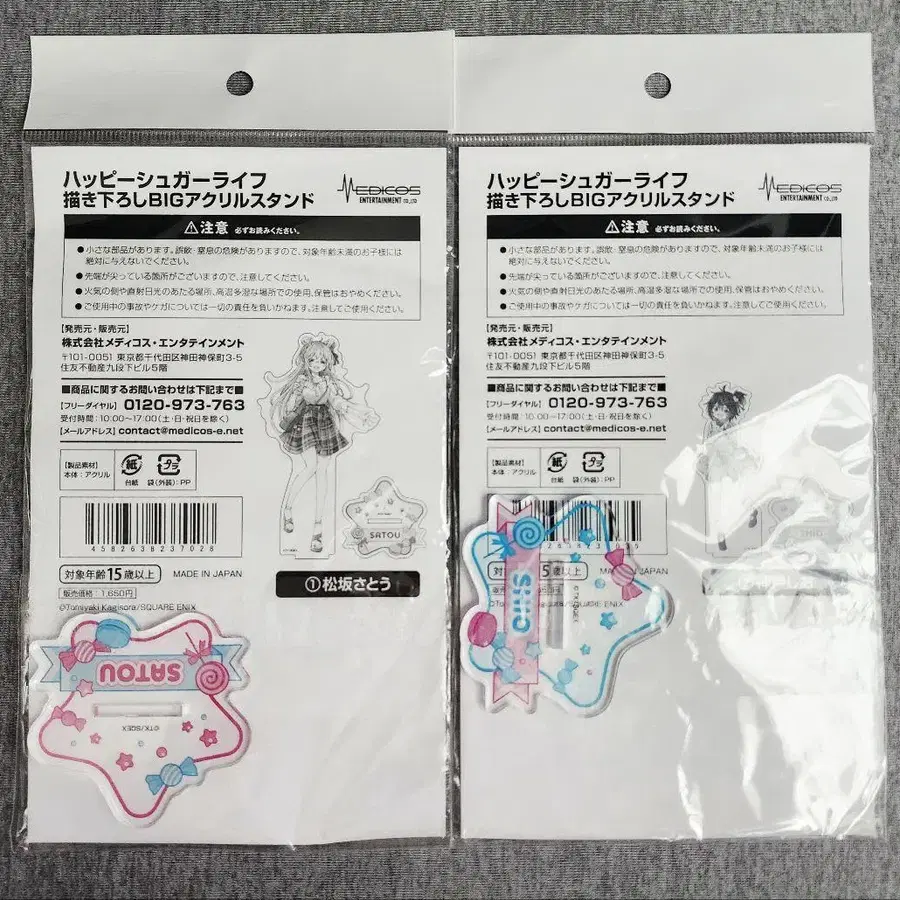 ハッピーシュガーライフ
描き下ろしBIGアクリルスタンド
MEDICOS
ENTERTAINMENT CO.,LTD
⚠注意 必ずお読みください。
●小さな部品があります。誤飲・窒息の危険がありますので、対象年齢未満のお子様には
絶対に与えないでください。
●先端が尖っている箇所がございますので、注意してください。
●火気の側や直射日光のあたる場所、高温多湿な場所での使用、保管はおやめください。
●ご使用中の事故やケガについては一切の責任を負いかねます。注意してご使用ください。
【発売元・販売元】
株式会社メディコス・エンタテインメント
〒101-0051 東京都千代田区神田神保町3-5
住友不動産九段下ビル5階
■商品に関するお問い合わせは下記まで■
【フリーダイヤル】 0120-973-763
受付時間：10:00〜17:00(土・日・祝日を除く)
【メールアドレス】contact@medicos-e.net
【製品素材】
本体：アクリル
紙
台紙
プラ
袋(外装)：PP
4582638237028
対象年齢15歳以上
MADE IN JAPAN
販売価格：1,650円
©Tomiyaki Kagisora/SQUARE ENIX
SATOU
①松坂さとう
SATOU
©TK/SQEX
ハッピーシュガーライフ
描き下ろしBIGアクリルスタンド
MEDICOS
ENTERTAINMENT CO.,LTD
⚠注意 必ずお読みください。
●小さな部品があります。誤飲・窒息の危険がありますので、対象年齢未満のお子様には
絶対に与えないでください。
●先端が尖っている箇所がございますので、注意してください。
●火気の側や直射日光のあたる場所、高温多湿な場所での使用、保管はおやめください。
●ご使用中の事故やケガについては一切の責任を負いかねます。注意してご使用ください。
【発売元・販売元】
株式会社メディコス・エンタテインメント
〒101-0051 東京都千代田区神田神保町3-5
住友不動産九段下ビル5階
■商品に関するお問い合わせは下記まで■
【フリーダイヤル】 0120-973-763
受付時間：10:00〜17:00(土・日・祝日を除く)
【メールアドレス】contact@medicos-e.net
【製品素材】
本体：アクリル
紙
台紙
プラ
袋(外装)：PP
対象
5歳以上
IN JAPAN
SQUARE ENIX
SHIO
©TK/SQEX